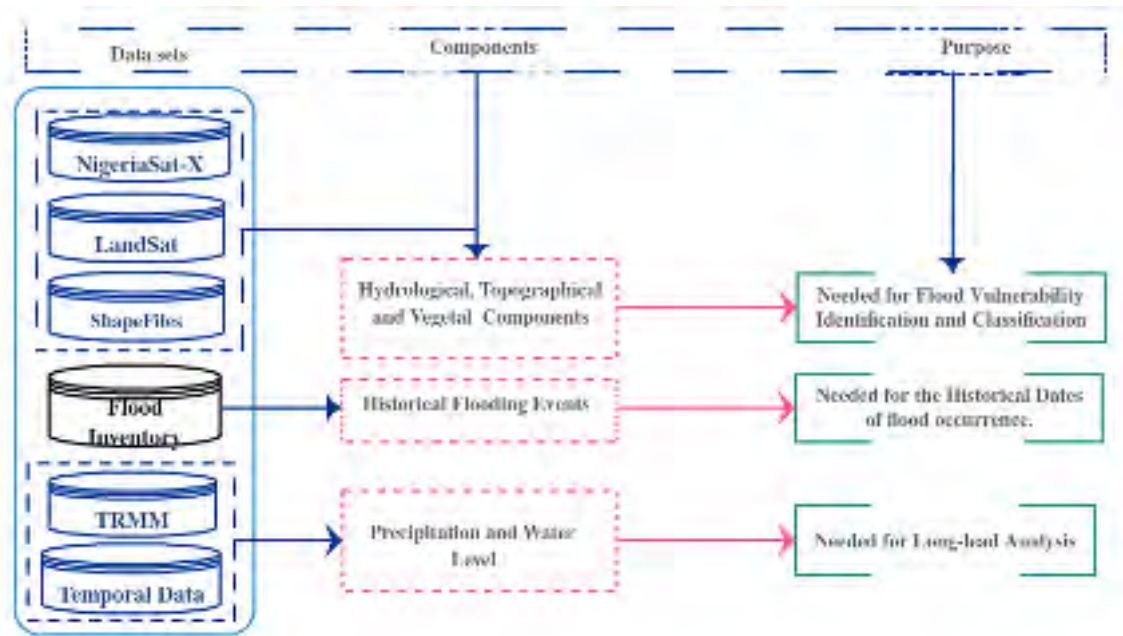 Data sets
Components
Purpose
NigeriaSat-X
LandSat
ShapeFiles
Hydrological, Topographical
and Vegetal Components
Needed for Flood Vulnerability
Identification and Classification
Flood
Inventory
Historical Flooding Events
Needed for the Historical Dates
of flood occurrence.
TRMM
Temporal Data
Precipitation and Water
Level
Needed for Long-lead Analysis